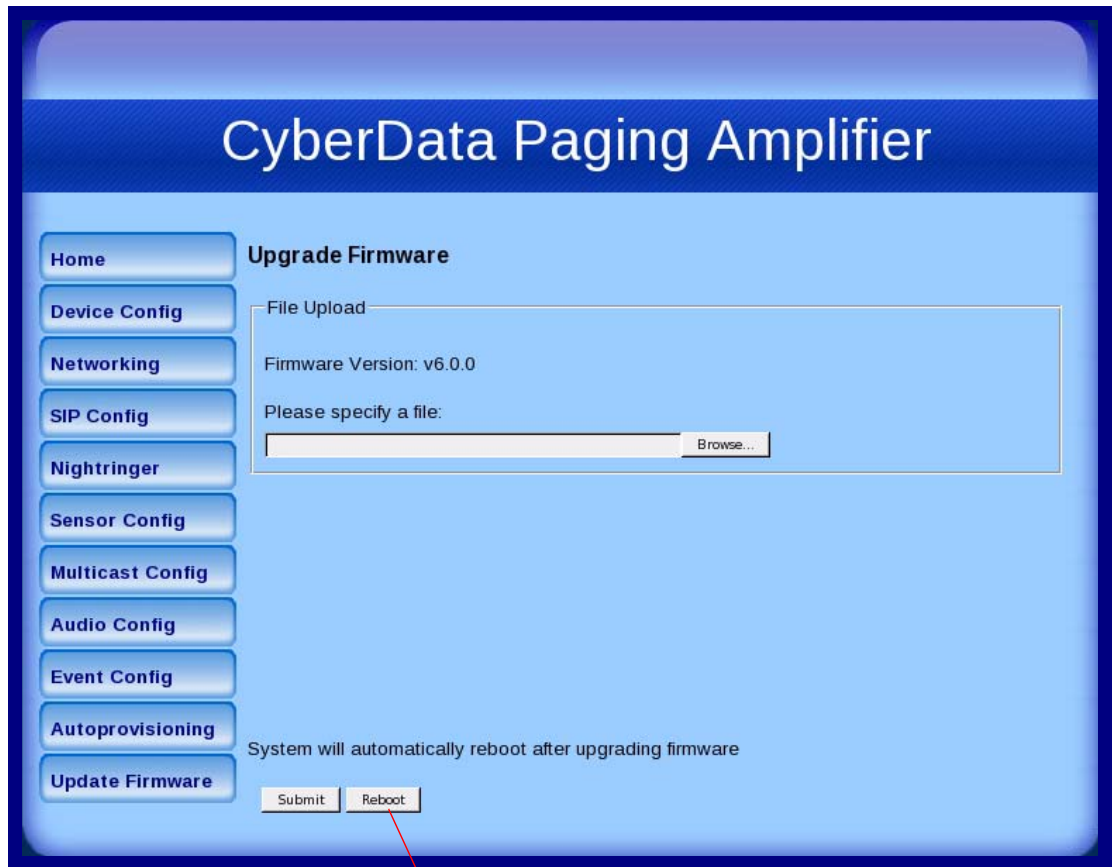 CyberData Paging Amplifier
Home
Device Config
Networking
SIP Config
Nightringer
Sensor Config
Multicast Config
Audio Config
Event Config
Autoprovisioning
Update Firmware
Upgrade Firmware
File Upload
Firmware Version: v6.0.0
Please specify a file:
Browse...
System will automatically reboot after upgrading firmware
Submit Reboot